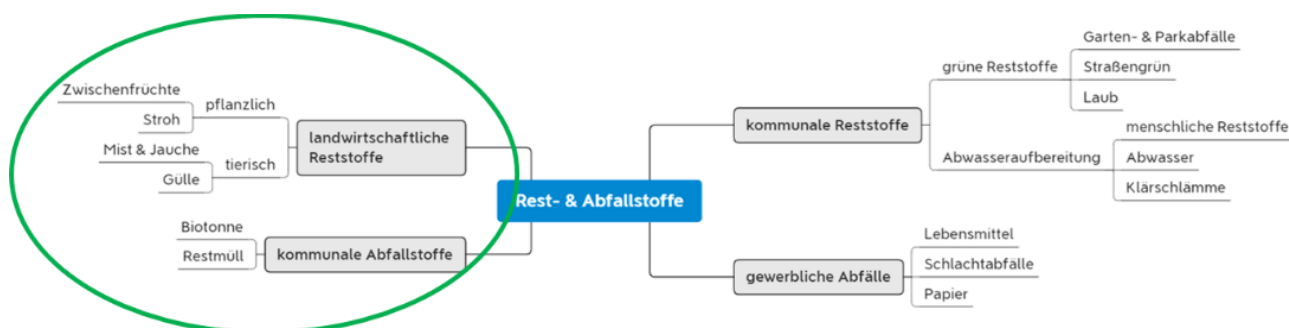 Zwischenfrüchte
Stroh
pflanzlich
Mist & Jauche
Gülle
tierisch
landwirtschaftliche
Reststoffe
Biotonne
Restmüll
kommunale Abfallstoffe
Rest- & Abfallstoffe
kommunale Reststoffe
grüne Reststoffe
Garten- & Parkabfälle
Straßengrün
Laub
Abwasseraufbereitung
menschliche Reststoffe
Abwasser
Klärschlämme
gewerbliche Abfälle
Lebensmittel
Schlachtabfälle
Papier